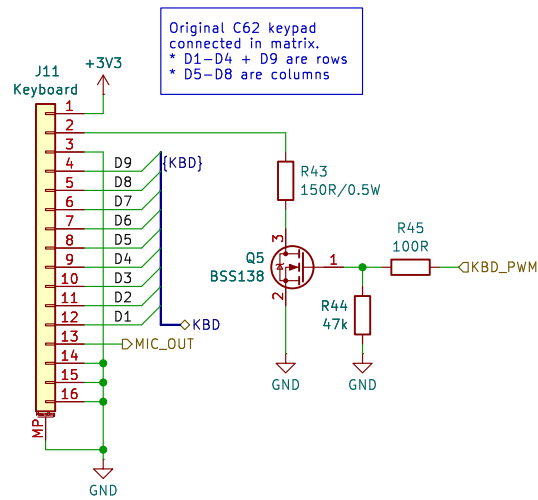 Original C62 keypad
connected in matrix.
* D1-D4 + D9 are rows
* D5-D8 are columns
J11
Keyboard
+3V3
1
2
3
4
5
6
7
8
9
10
11
12
13
14
15
16
MP
D9
D8
D7
D6
D5
D4
D3
D2
D1
{KBD}
KBD
MIC_OUT
GND
R43
150R/0.5W
Q5
BSS138
3
1
2
GND
R45
100R
KBD_PWM
R44
47k
GND